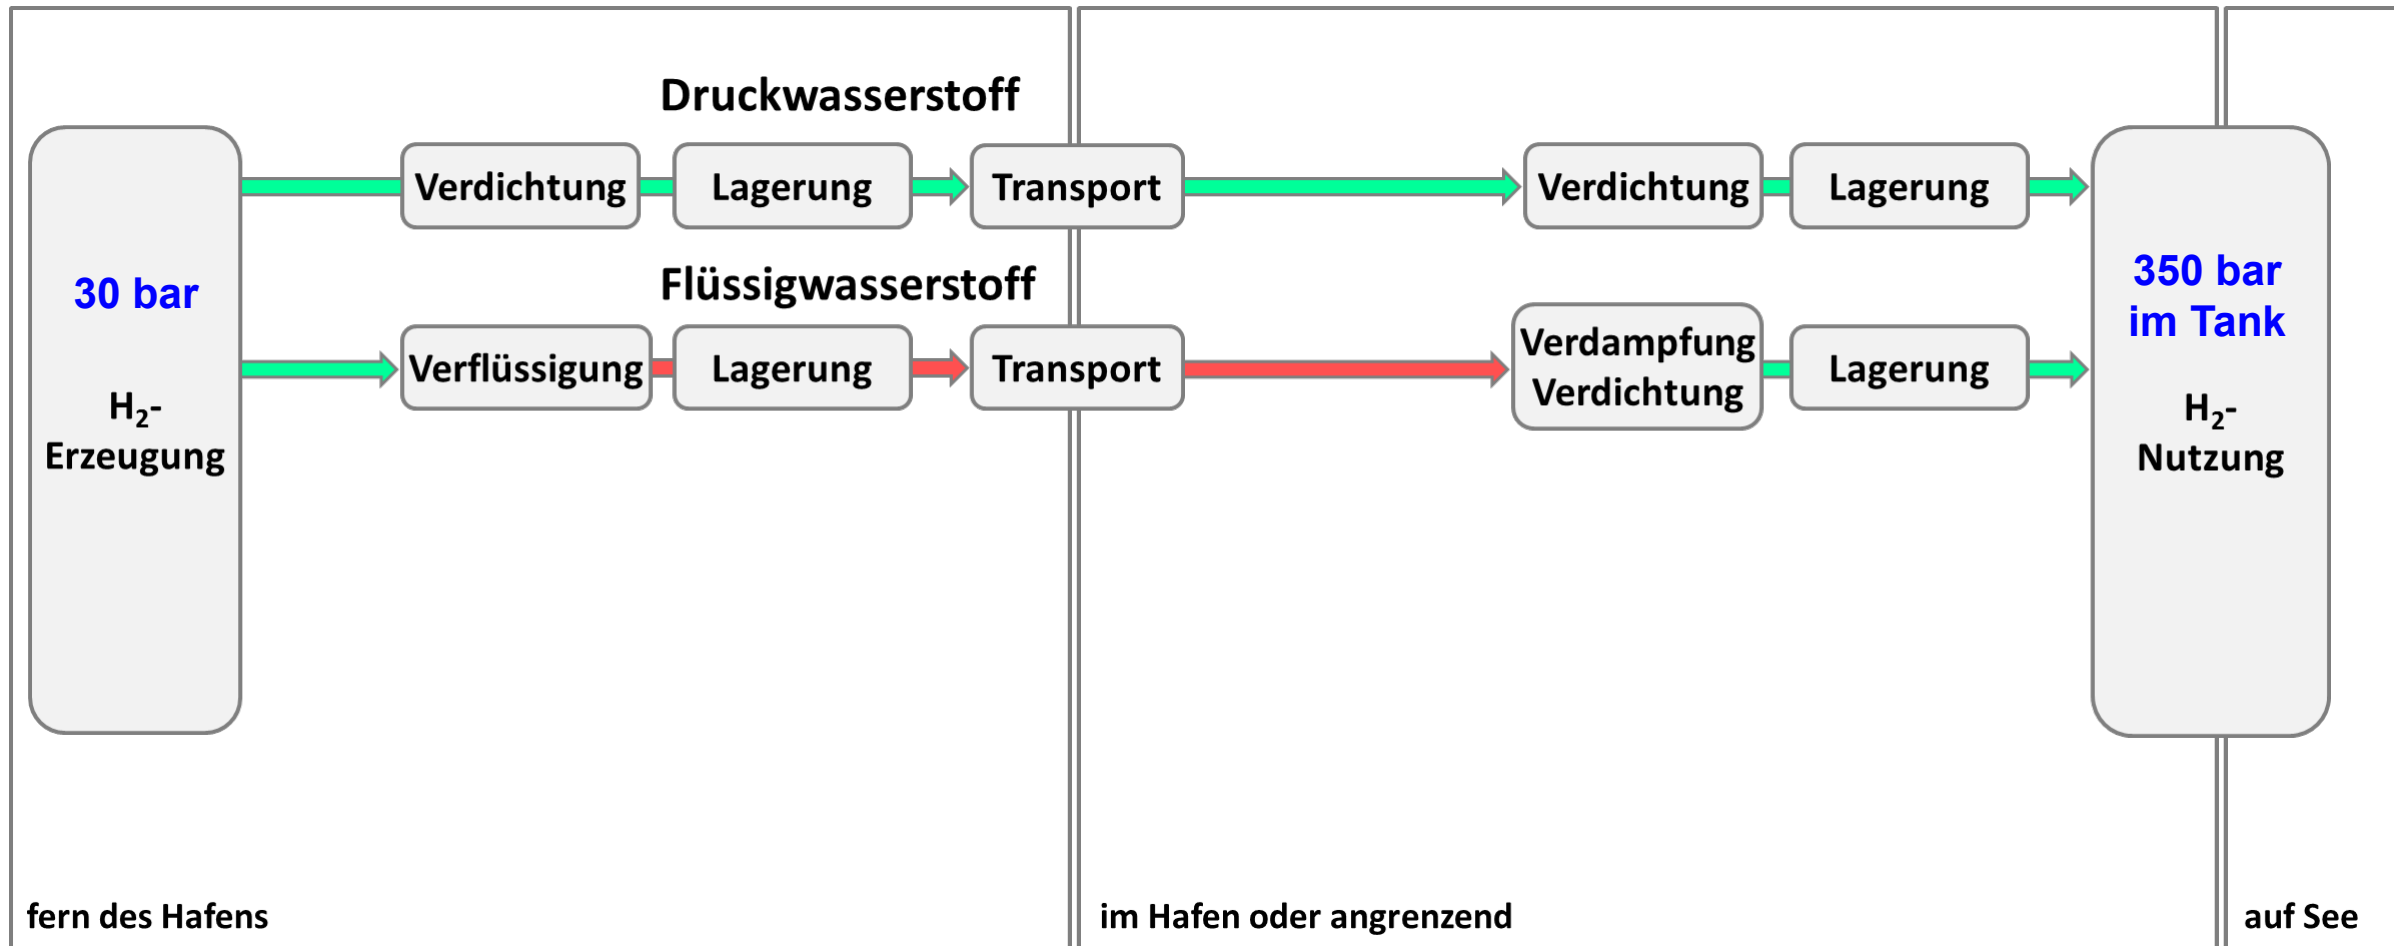 Druckwasserstoff
Verdichtung
Lagerung
Transport
Verdichtung
Lagerung
30 bar
H₂-
Erzeugung
Flüssigwasserstoff
Verflüssigung
Lagerung
Transport
Verdampfung
Verdichtung
Lagerung
350 bar
im Tank
H₂-
Nutzung
fern des Hafens
im Hafen oder angrenzend
auf See